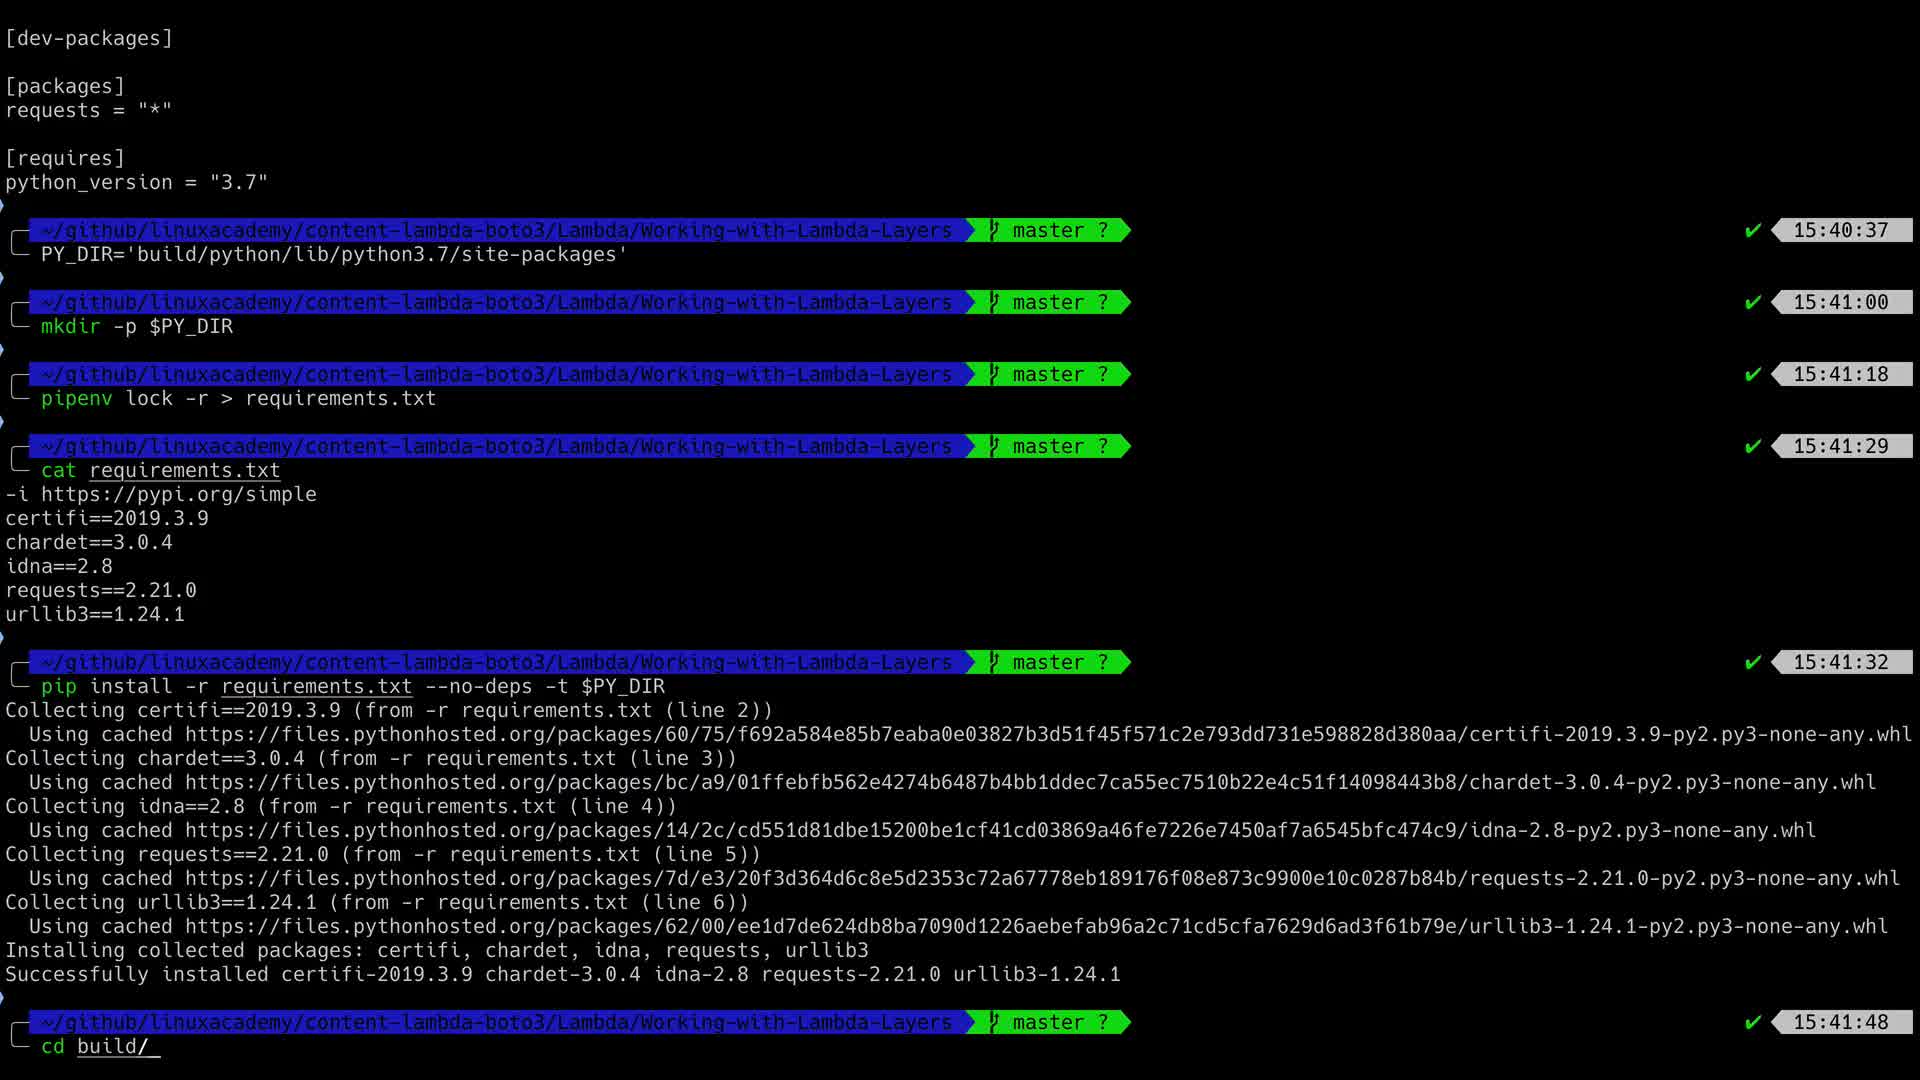 [dev-packages]
[packages]
requests = "*"
[requires]
python_version = "3.7"
~/github/linuxacademy/content-lambda-boto3/Lambda/Working-with-Lambda-Layers master ? ✔ 15:40:37
PY_DIR='build/python/lib/python3.7/site-packages'
~/github/linuxacademy/content-lambda-boto3/Lambda/Working-with-Lambda-Layers master ? ✔ 15:41:00
mkdir -p $PY_DIR
~/github/linuxacademy/content-lambda-boto3/Lambda/Working-with-Lambda-Layers master ? ✔ 15:41:18
pipenv lock -r > requirements.txt
~/github/linuxacademy/content-lambda-boto3/Lambda/Working-with-Lambda-Layers master ? ✔ 15:41:29
cat requirements.txt
-i https://pypi.org/simple
certifi==2019.3.9
chardet==3.0.4
idna==2.8
requests==2.21.0
urllib3==1.24.1
~/github/linuxacademy/content-lambda-boto3/Lambda/Working-with-Lambda-Layers master ? ✔ 15:41:32
pip install -r requirements.txt --no-deps -t $PY_DIR
Collecting certifi==2019.3.9 (from -r requirements.txt (line 2))
Using cached https://files.pythonhosted.org/packages/60/75/f692a584e85b7eaba0e03827b3d51f45f571c2e793dd731e598828d380aa/certifi-2019.3.9-py2.py3-none-any.whl
Collecting chardet==3.0.4 (from -r requirements.txt (line 3))
Using cached https://files.pythonhosted.org/packages/bc/a9/01ffebfb562e4274b6487b4bb1ddec7ca55ec7510b22e4c51f14098443b8/chardet-3.0.4-py2.py3-none-any.whl
Collecting idna==2.8 (from -r requirements.txt (line 4))
Using cached https://files.pythonhosted.org/packages/14/2c/cd551d81dbe15200be1cf41cd03869a46fe7226e7450af7a6545bfc474c9/idna-2.8-py2.py3-none-any.whl
Collecting requests==2.21.0 (from -r requirements.txt (line 5))
Using cached https://files.pythonhosted.org/packages/7d/e3/20f3d364d6c8e5d2353c72a67778eb189176f08e873c9900e10c0287b84b/requests-2.21.0-py2.py3-none-any.whl
Collecting urllib3==1.24.1 (from -r requirements.txt (line 6))
Using cached https://files.pythonhosted.org/packages/62/00/ee1d7de624db8ba7090d1226aebefab96a2c71cd5cfa7629d6ad3f61b79e/urllib3-1.24.1-py2.py3-none-any.whl
Installing collected packages: certifi, chardet, idna, requests, urllib3
Successfully installed certifi-2019.3.9 chardet-3.0.4 idna-2.8 requests-2.21.0 urllib3-1.24.1
~/github/linuxacademy/content-lambda-boto3/Lambda/Working-with-Lambda-Layers master ? ✔ 15:41:48
cd build/_